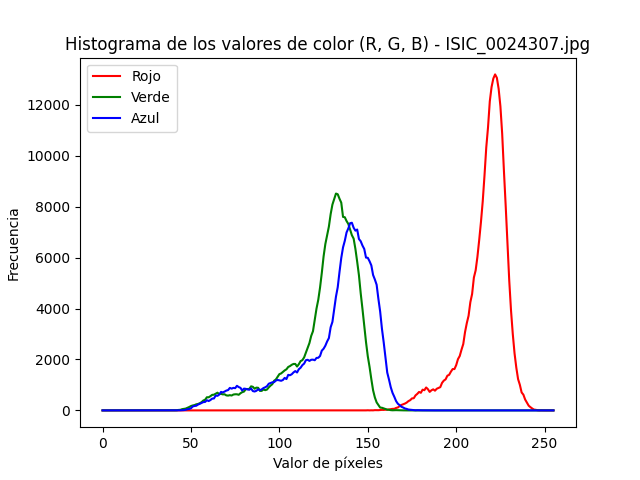 Histograma de los valores de color (R, G, B) - ISIC_0024307.jpg
Rojo
Verde
Azul
12000
10000
8000
6000
4000
2000
0
Frecuencia
0 50 100 150 200 250
Valor de píxeles